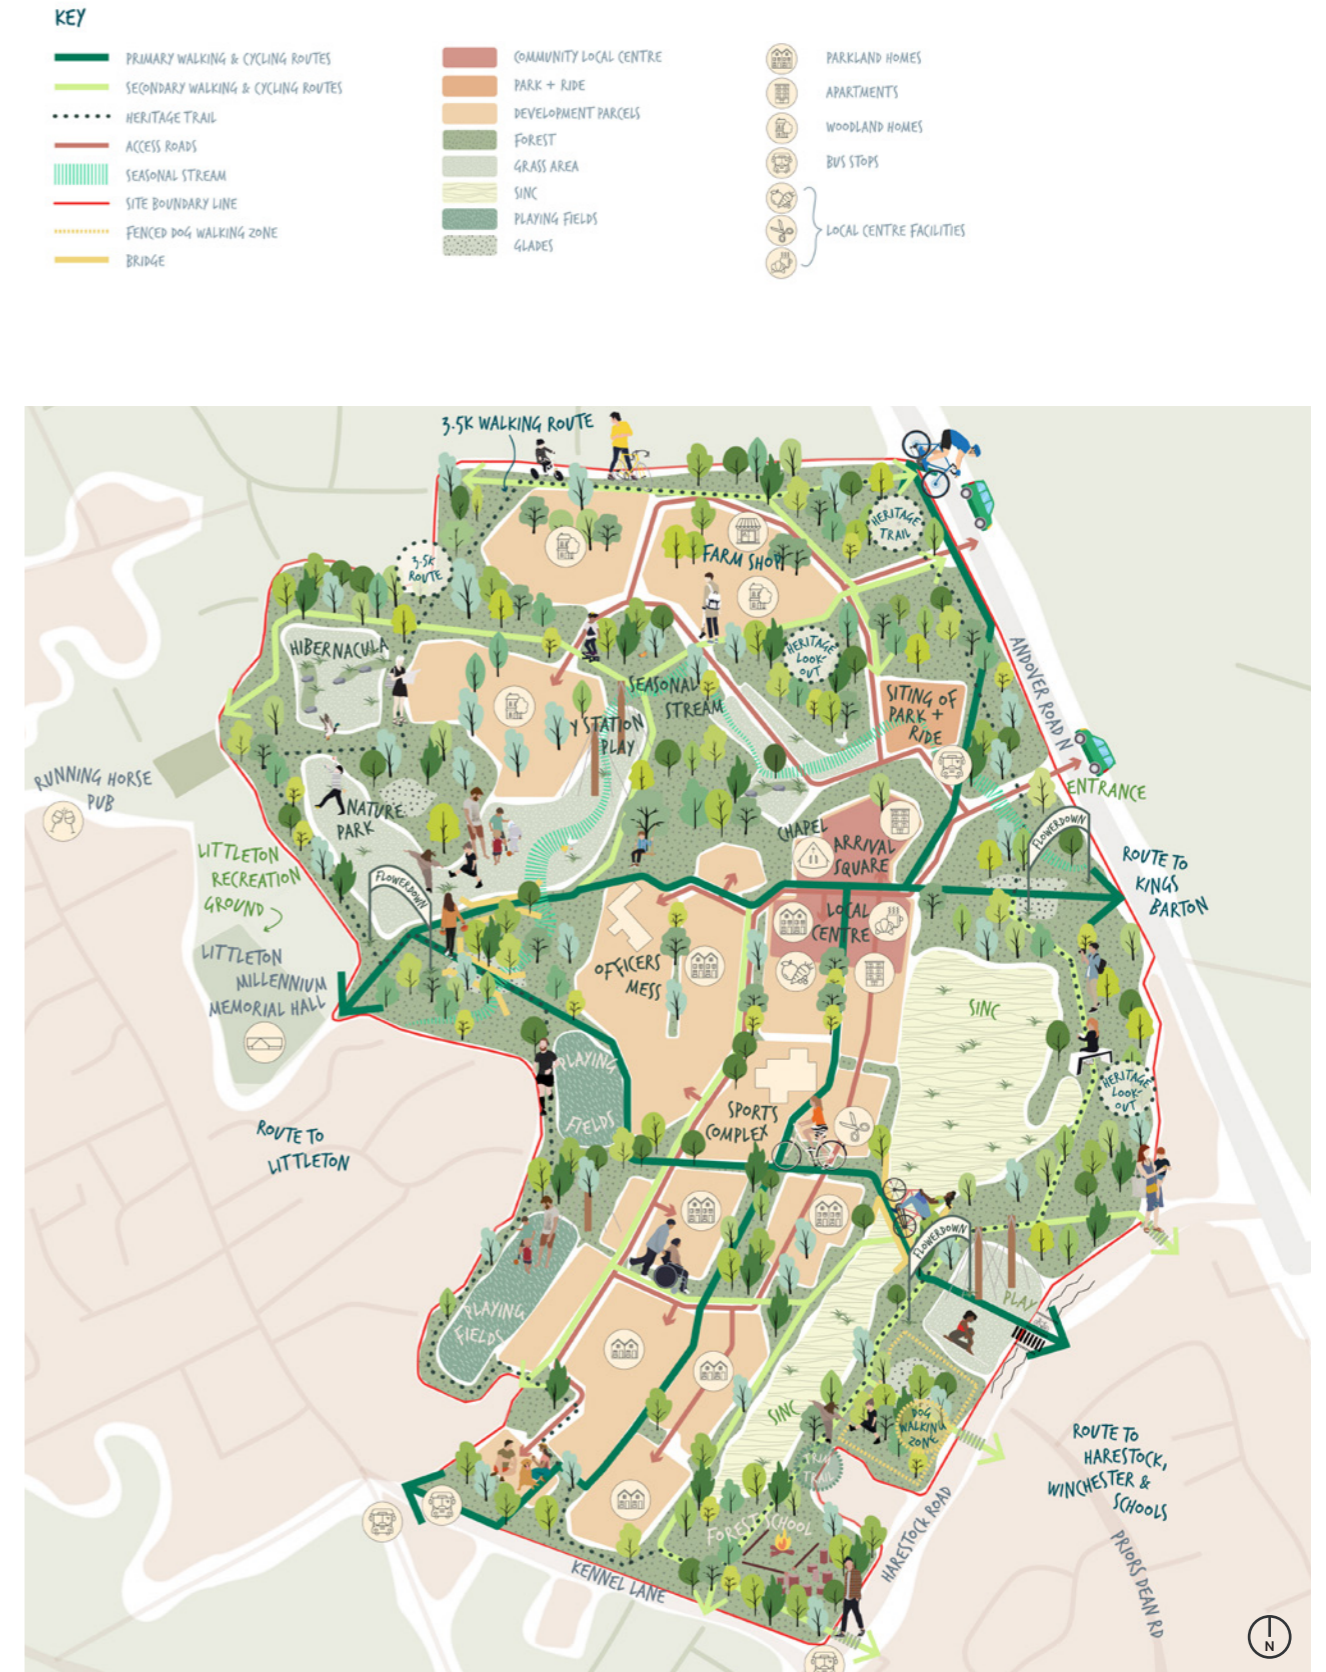 KEY
PRIMARY WALKING & CYCLING ROUTES
SECONDARY WALKING & CYCLING ROUTES
HERITAGE TRAIL
ACCESS ROADS
SEASONAL STREAM
SITE BOUNDARY LINE
FENCED DOG WALKING ZONE
BRIDGE
COMMUNITY LOCAL CENTRE
PARK + RIDE
DEVELOPMENT PARCELS
FOREST
GRASS AREA
SINC
PLAYING FIELDS
GLADES
PARKLAND HOMES
APARTMENTS
WOODLAND HOMES
BUS STOPS
LOCAL CENTRE FACILITIES
3.5K WALKING ROUTE
HERITAGE
TRAIL
3.5K
ROUTE
FARM SHOP
HIBERNACULA
HERITAGE
LOOK-
OUT
ANDOVER ROAD N
SEASONAL
STREAM
SITING OF
PARK +
RIDE
Y STATION
PLAY
RUNNING HORSE
PUB
ENTRANCE
NATURE
PARK
CHAPEL
ARRIVAL
SQUARE
FLOWERDOWN
LITTLETON
RECREATION
GROUND
FLOWERDOWN
ROUTE TO
KINGS
BARTON
LOCAL
CENTRE
LITTLETON
MILLENNIUM
MEMORIAL HALL
OFFICERS
MESS
SINC
PLAYING
FIELDS
HERITAGE
LOOK-
OUT
SPORTS
COMPLEX
ROUTE TO
LITTLETON
FLOWERDOWN
PLAY
PLAYING
FIELDS
SINC
DOG
WALKING
ZONE
TRIM
TRAIL
ROUTE TO
HARESTOCK,
WINCHESTER &
SCHOOLS
FOREST SCHOOL
HARESTOCK ROAD
PRIORS DEAN RD
KENNEL LANE
N